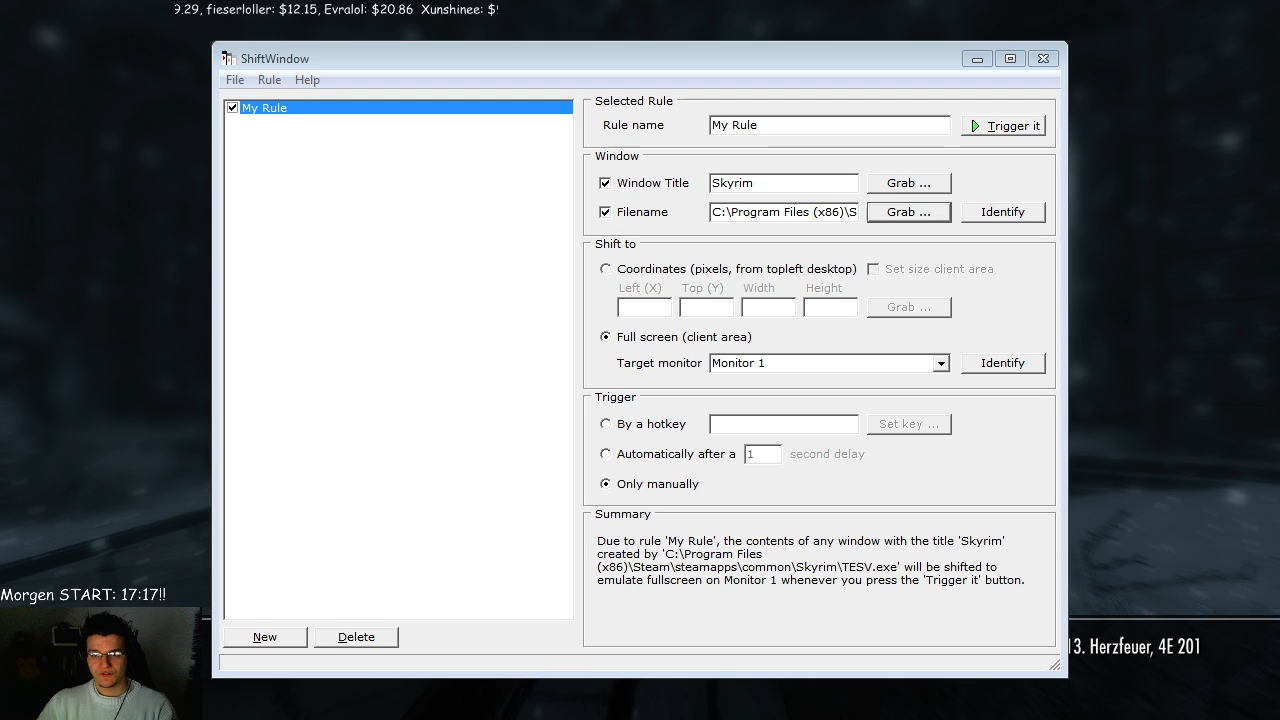 9.29, fieserloller: $12.15, Evralol: $20.86  Xunshinee: $
ShiftWindow
File Rule Help
My Rule
Selected Rule
Rule name My Rule Trigger it
Window
Window Title Skyrim Grab ...
Filename C:\Program Files (x86)\S Grab ... Identify
Shift to
Coordinates (pixels, from topleft desktop) Set size client area
Left (X) Top (Y) Width Height
Grab ...
Full screen (client area)
Target monitor Monitor 1 Identify
Trigger
By a hotkey Set key ...
Automatically after a 1 second delay
Only manually
Summary
Due to rule 'My Rule', the contents of any window with the title 'Skyrim'
created by 'C:\Program Files
(x86)\Steam\steamapps\common\Skyrim\TESV.exe' will be shifted to
emulate fullscreen on Monitor 1 whenever you press the 'Trigger it' button.
Morgen START: 17:17!!
New Delete
13. Herzfeuer, 4E 201